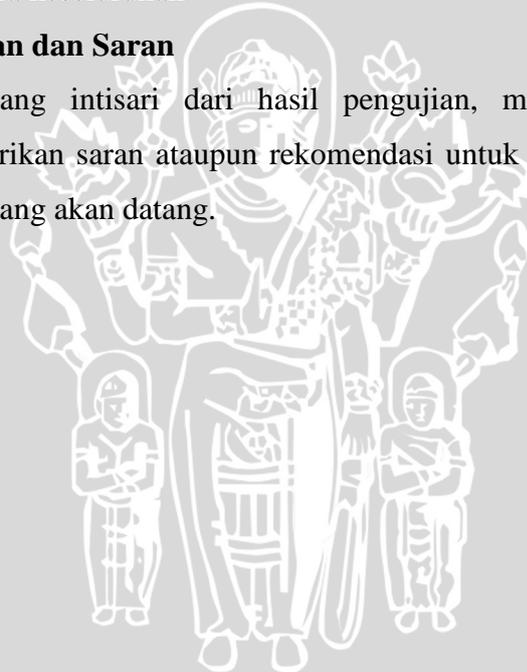 an dan Saran
ang intisari dari hasil pengujian, m
rikan saran ataupun rekomendasi untuk
ang akan datang.